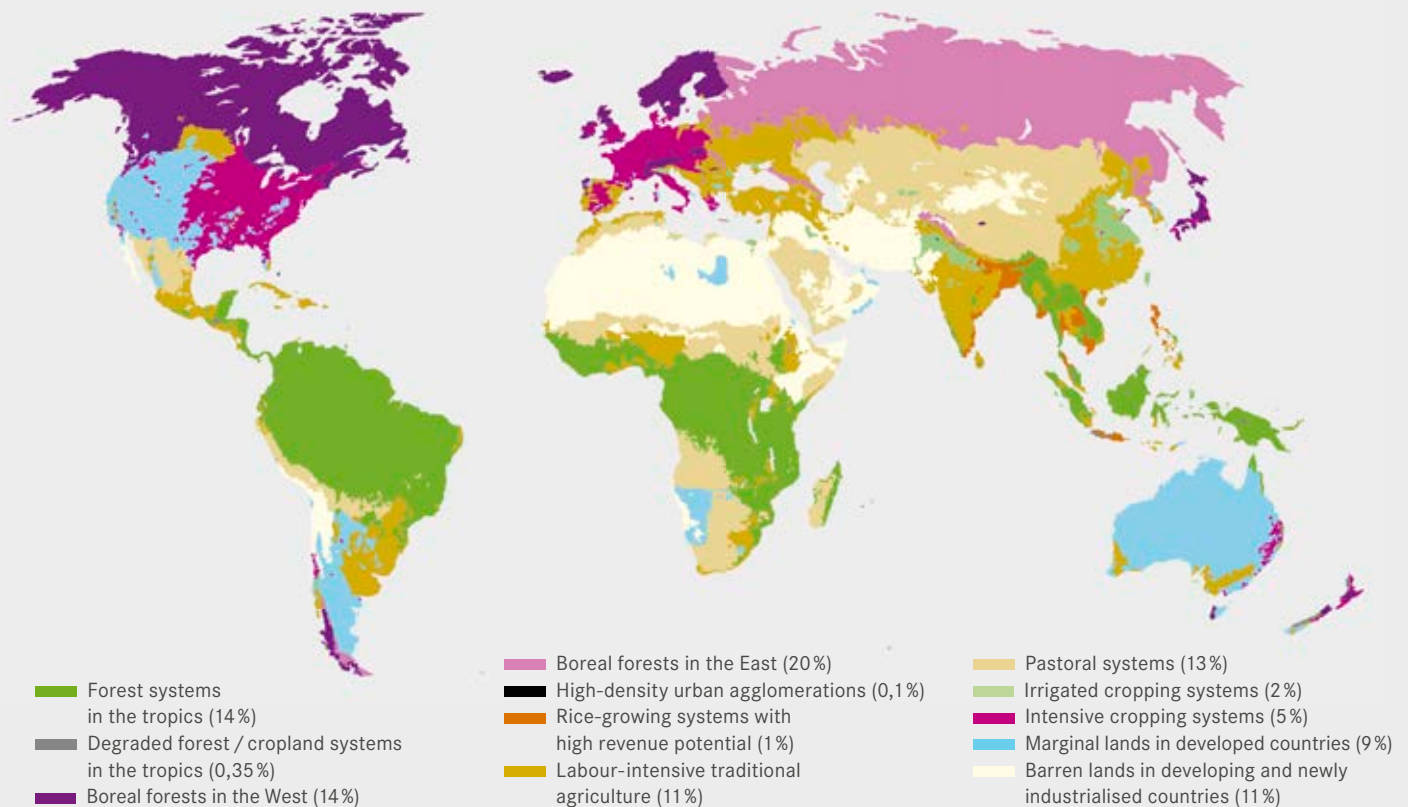 Forest systems
in the tropics (14 %)
Degraded forest / cropland systems
in the tropics (0,35 %)
Boreal forests in the West (14 %)
Boreal forests in the East (20 %)
High-density urban agglomerations (0,1 %)
Rice-growing systems with
high revenue potential (1 %)
Labour-intensive traditional
agriculture (11 %)
Pastoral systems (13 %)
Irrigated cropping systems (2 %)
Intensive cropping systems (5 %)
Marginal lands in developed countries (9 %)
Barren lands in developing and newly
industrialised countries (11 %)